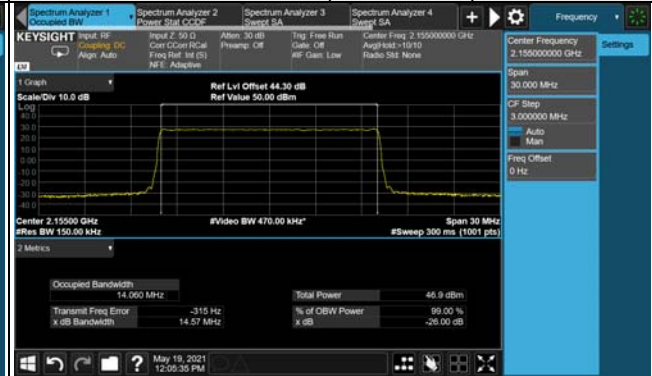 Spectrum Analyzer 1
Occupied BW
Spectrum Analyzer 2
Power Stat CCDF
Spectrum Analyzer 3
Swept SA
Spectrum Analyzer 4
Swept SA
Frequency
KEYSIGHT
Input: RF
Coupling: DC
Align: Auto
Input Z: 50 Ω
Corr CCorr RCal
Freq Ref: Int (S)
NFE: Adaptive
Atten: 30 dB
Preamp: Off
Trig: Free Run
Gate: Off
#IF Gain: Low
Center Freq: 2.155000000 GHz
Avg|Hold:>10/10
Radio Std: None
LXI
1 Graph
Scale/Div 10.0 dB
Ref Lvl Offset 44.30 dB
Ref Value 50.00 dBm
Log
40.0
30.0
20.0
10.0
0.00
-10.0
-20.0
-30.0
-40.0
Center 2.15500 GHz
#Video BW 470.00 kHz*
Span 30 MHz
#Res BW 150.00 kHz
#Sweep 300 ms (1001 pts)
2 Metrics
Occupied Bandwidth
14.060 MHz
Total Power
46.9 dBm
Transmit Freq Error
-315 Hz
% of OBW Power
99.00 %
x dB Bandwidth
14.57 MHz
x dB
-26.00 dB
May 19, 2021
12:05:35 PM
Center Frequency
2.155000000 GHz
Settings
Span
30.000 MHz
CF Step
3.000000 MHz
Auto
Man
Freq Offset
0 Hz